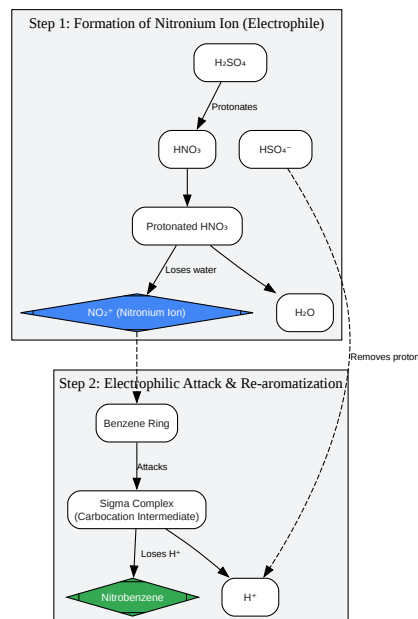 Step 1: Formation of Nitronium Ion (Electrophile)
H₂SO₄
Protonates
HNO₃
HSO₄⁻
Protonated HNO₃
Loses water
NO₂⁺ (Nitronium Ion)
H₂O
Removes proton
Step 2: Electrophilic Attack & Re-aromatization
Benzene Ring
Attacks
Sigma Complex
(Carbocation Intermediate)
Loses H⁺
Nitrobenzene
H⁺